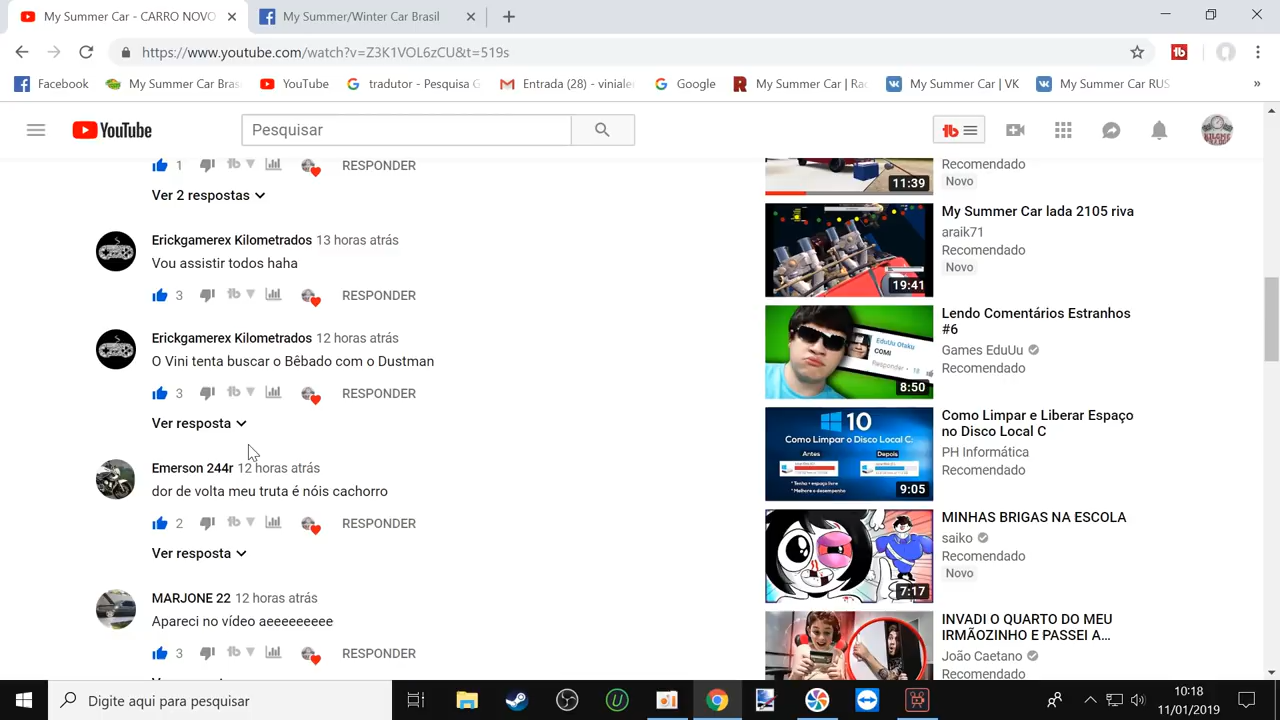 My Summer Car - CARRO NOVO
My Summer/Winter Car Brasil
https://www.youtube.com/watch?v=Z3K1VOL6zCU&t=519s
Facebook
My Summer Car Bras
YouTube
tradutor - Pesquisa G
Entrada (28) - vinialer
Google
My Summer Car | Rac
My Summer Car | VK
My Summer Car RUS
»
YouTube
Pesquisar
1
RESPONDER
Ver 2 respostas
Erickgamerex Kilometrados 13 horas atrás
Vou assistir todos haha
3
RESPONDER
Erickgamerex Kilometrados 12 horas atrás
O Vini tenta buscar o Bêbado com o Dustman
3
RESPONDER
Ver resposta
Emerson 244r 12 horas atrás
dor de volta meu truta é nóis cachorro
2
RESPONDER
Ver resposta
MARJONE 22 12 horas atrás
Apareci no vídeo aeeeeeeeee
3
RESPONDER
11:39
Recomendado
Novo
19:41
My Summer Car lada 2105 riva
araik71
Recomendado
Novo
EduUu Otaku
COMI
Responder
18
8:50
Lendo Comentários Estranhos
#6
Games EduUu
Recomendado
10
Como Limpar o Disco Local C:
Antes
Depois
9:05
Como Limpar e Liberar Espaço
no Disco Local C
PH Informática
Recomendado
7:17
MINHAS BRIGAS NA ESCOLA
saiko
Recomendado
Novo
INVADI O QUARTO DO MEU
IRMÃOZINHO E PASSEI A...
João Caetano
Recomendado
Digite aqui para pesquisar
10:18
11/01/2019